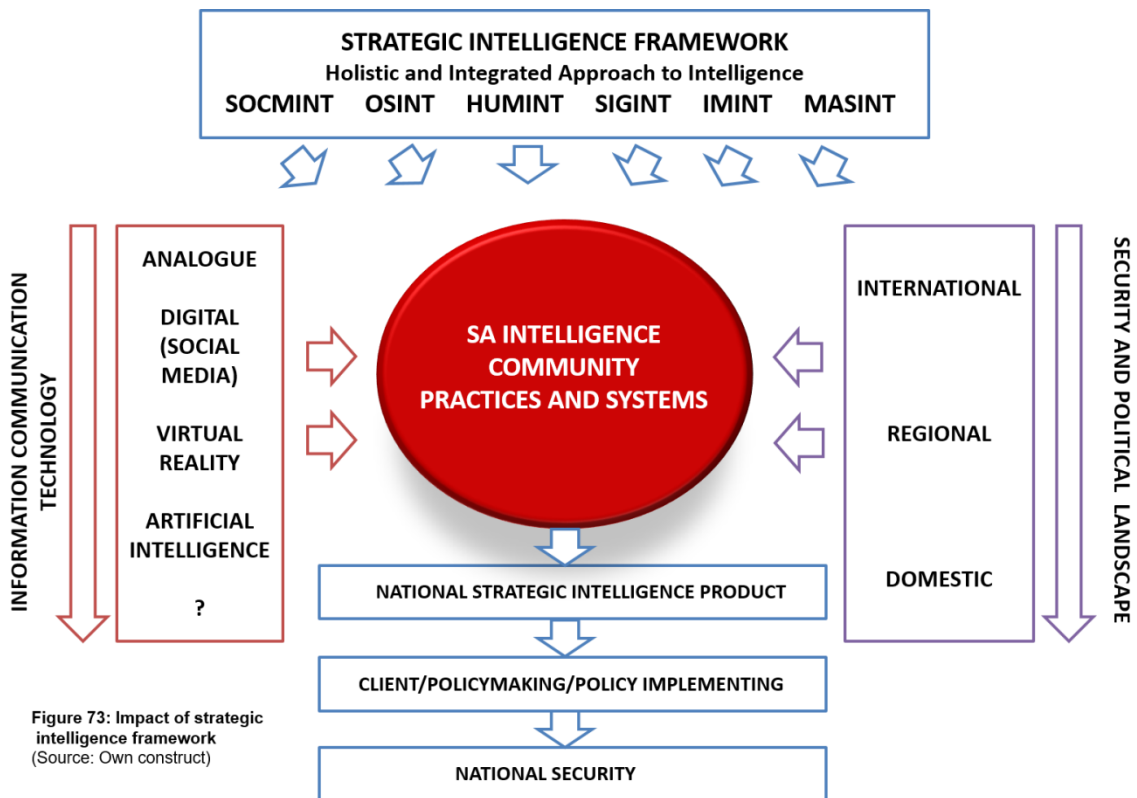 STRATEGIC INTELLIGENCE FRAMEWORK
Holistic and Integrated Approach to Intelligence
SOCMINT OSINT HUMINT SIGINT IMINT MASINT
INFORMATION COMMUNICATION
TECHNOLOGY
ANALOGUE
DIGITAL
(SOCIAL
MEDIA)
VIRTUAL
REALITY
ARTIFICIAL
INTELLIGENCE
?
SA INTELLIGENCE
COMMUNITY
PRACTICES AND SYSTEMS
INTERNATIONAL
REGIONAL
DOMESTIC
SECURITY AND POLITICAL LANDSCAPE
NATIONAL STRATEGIC INTELLIGENCE PRODUCT
CLIENT/POLICYMAKING/POLICY IMPLEMENTING
NATIONAL SECURITY
Figure 73: Impact of strategic
intelligence framework
(Source: Own construct)